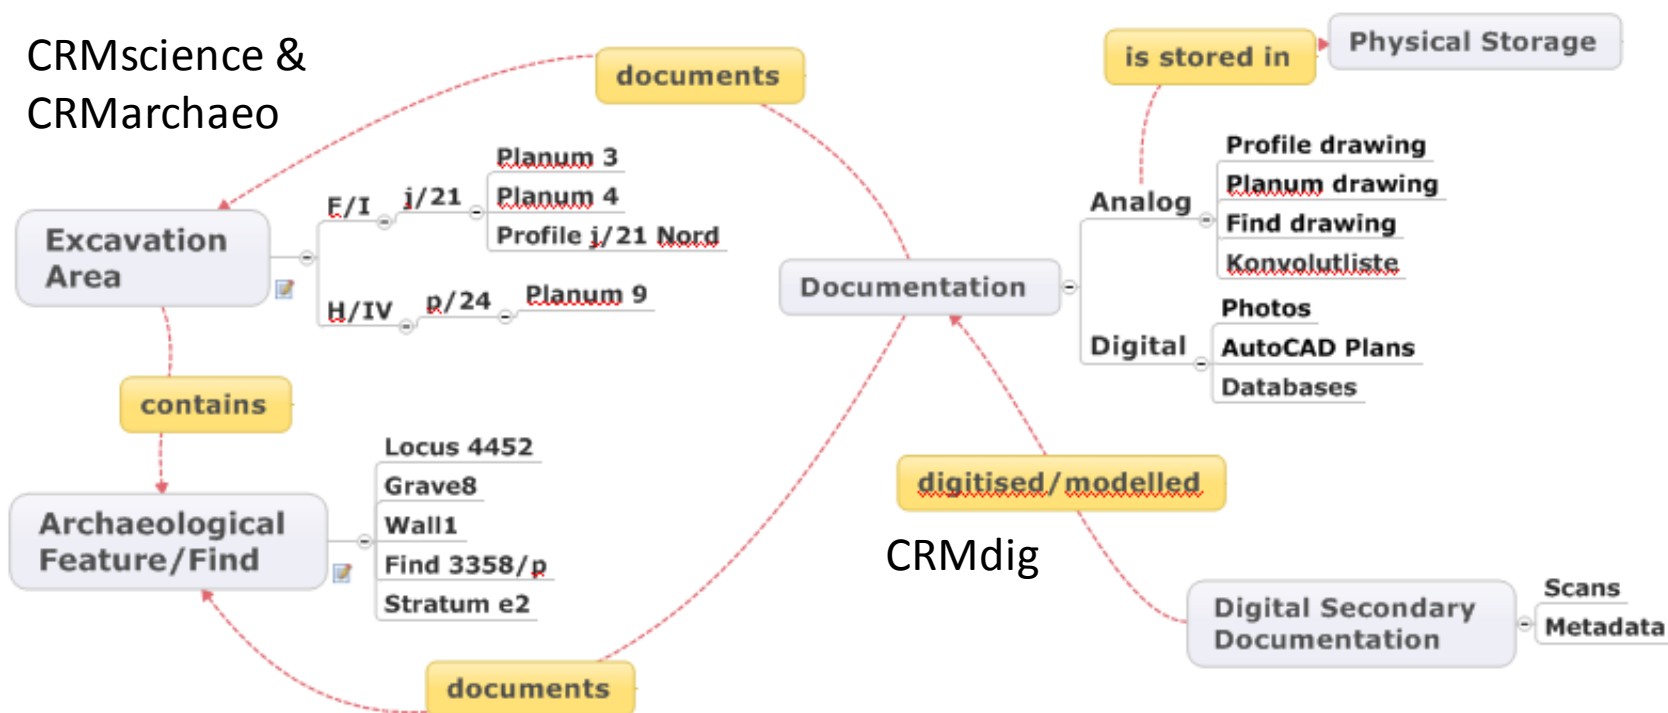 CRMscience &
CRMarchaeo
documents
is stored in
Physical Storage
Excavation
Area
F/I
j/21
Planum 3
Planum 4
Profile j/21 Nord
H/IV
p/24
Planum 9
contains
Archaeological
Feature/Find
Locus 4452
Grave8
Wall1
Find 3358/p
Stratum e2
documents
Documentation
Analog
Profile drawing
Planum drawing
Find drawing
Konvolutliste
Digital
Photos
AutoCAD Plans
Databases
digitised/modelled
CRMdig
Digital Secondary
Documentation
Scans
Metadata